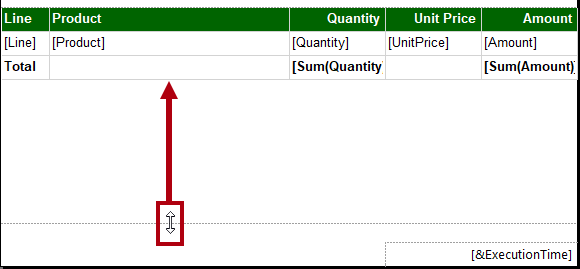 Line Product Quantity Unit Price Amount
[Line] [Product] [Quantity] [UnitPrice] [Amount]
Total [Sum(Quantity [Sum(Amount)
[&ExecutionTime]